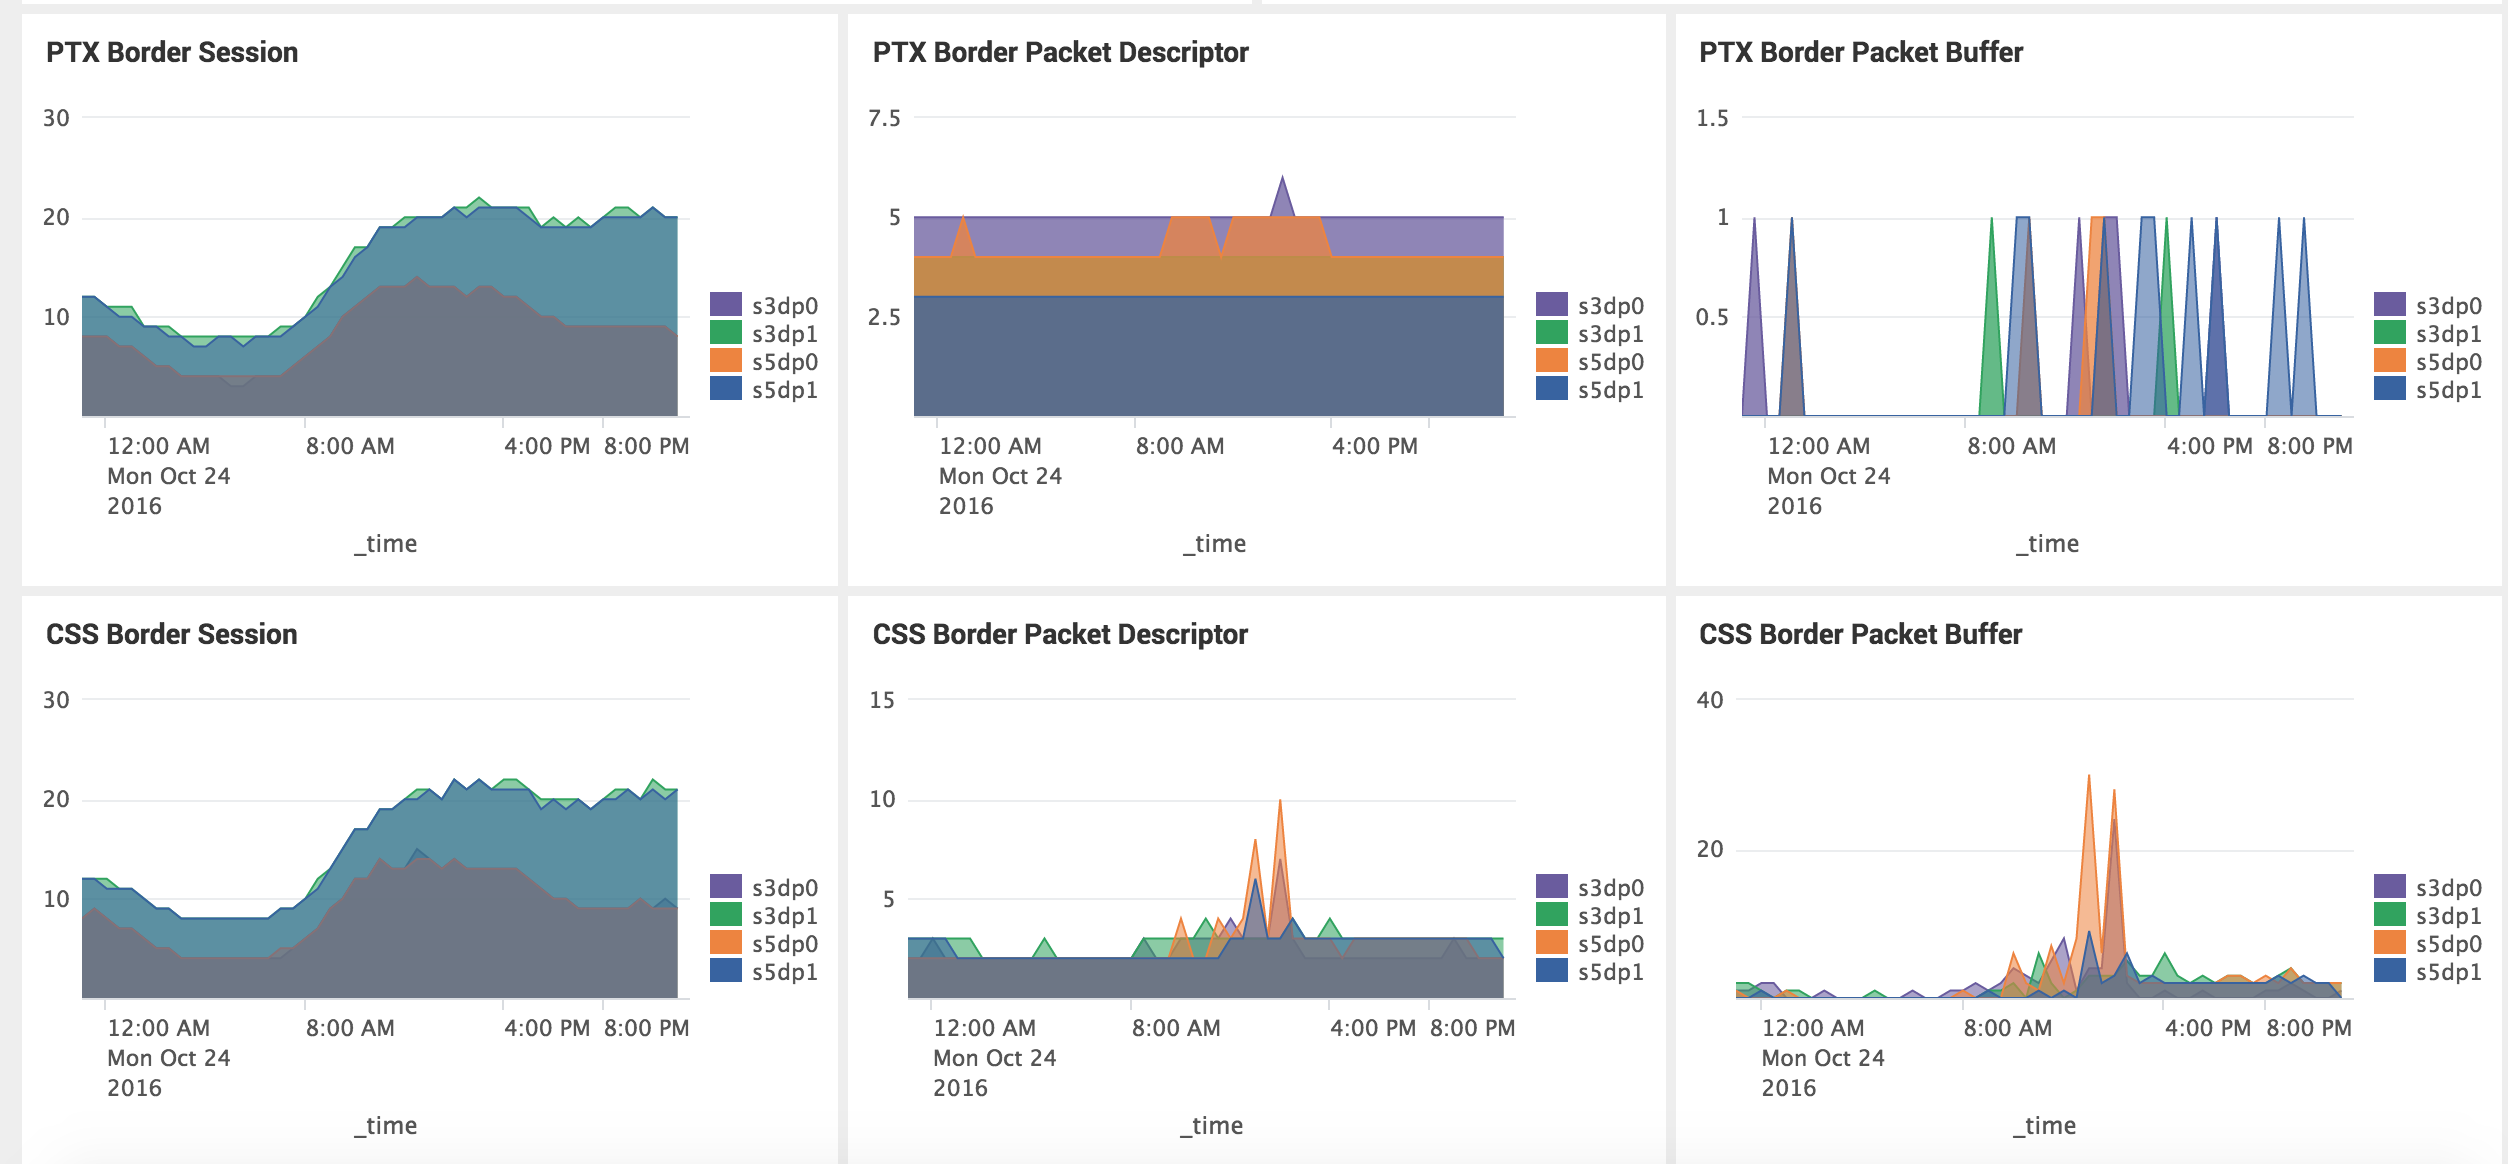 PTX Border Session
30
20
10
12:00 AM
Mon Oct 24
2016
8:00 AM
4:00 PM
8:00 PM
_time
s3dp0
s3dp1
s5dp0
s5dp1
PTX Border Packet Descriptor
7.5
5
2.5
12:00 AM
Mon Oct 24
2016
8:00 AM
4:00 PM
_time
s3dp0
s3dp1
s5dp0
s5dp1
PTX Border Packet Buffer
1.5
1
0.5
12:00 AM
Mon Oct 24
2016
8:00 AM
4:00 PM
8:00 PM
_time
s3dp0
s3dp1
s5dp0
s5dp1
CSS Border Session
30
20
10
12:00 AM
Mon Oct 24
2016
8:00 AM
4:00 PM
8:00 PM
_time
s3dp0
s3dp1
s5dp0
s5dp1
CSS Border Packet Descriptor
15
10
5
12:00 AM
Mon Oct 24
2016
8:00 AM
4:00 PM
8:00 PM
_time
s3dp0
s3dp1
s5dp0
s5dp1
CSS Border Packet Buffer
40
20
12:00 AM
Mon Oct 24
2016
8:00 AM
4:00 PM
8:00 PM
_time
s3dp0
s3dp1
s5dp0
s5dp1